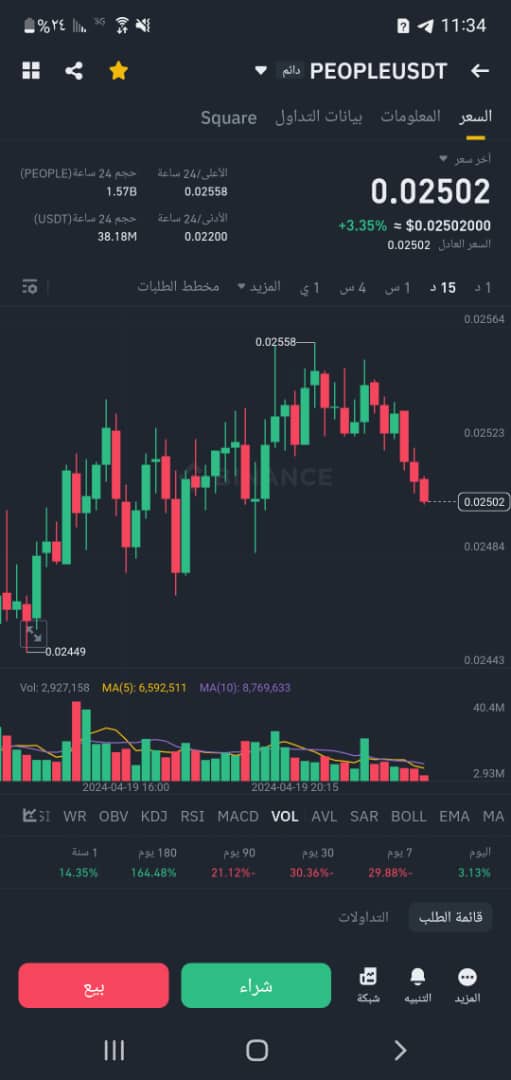 11:34
%٢٤
3G
PEOPLEUSDT دائم
السعر المعلومات بيانات التداول Square
آخر سعر
0.02502
+3.35% ≈ $0.02502000
السعر العادل 0.02502
الأعلى/24 ساعة
0.02558
حجم 24 ساعة(PEOPLE)
1.57B
الأدنى/24 ساعة
0.02200
حجم 24 ساعة(USDT)
38.18M
1 د 15 د 1 س 4 س 1 ي المزيد مخطط الطلبات
0.02564
0.02558
0.02523
BINANCE
0.02502
0.02484
0.02449
0.02443
Vol: 2,927,158 MA(5): 6,592,511 MA(10): 8,769,633
40.4M
2.93M
2024-04-19 16:00 2024-04-19 20:15
SI WR OBV KDJ RSI MACD VOL AVL SAR BOLL EMA MA
اليوم 7 يوم 30 يوم 90 يوم 180 يوم 1 سنة
3.13% 29.88%- 30.36%- 21.12%- 164.48% 14.35%
قائمة الطلب التداولات
المزيد التنبيه شبكة شراء بيع